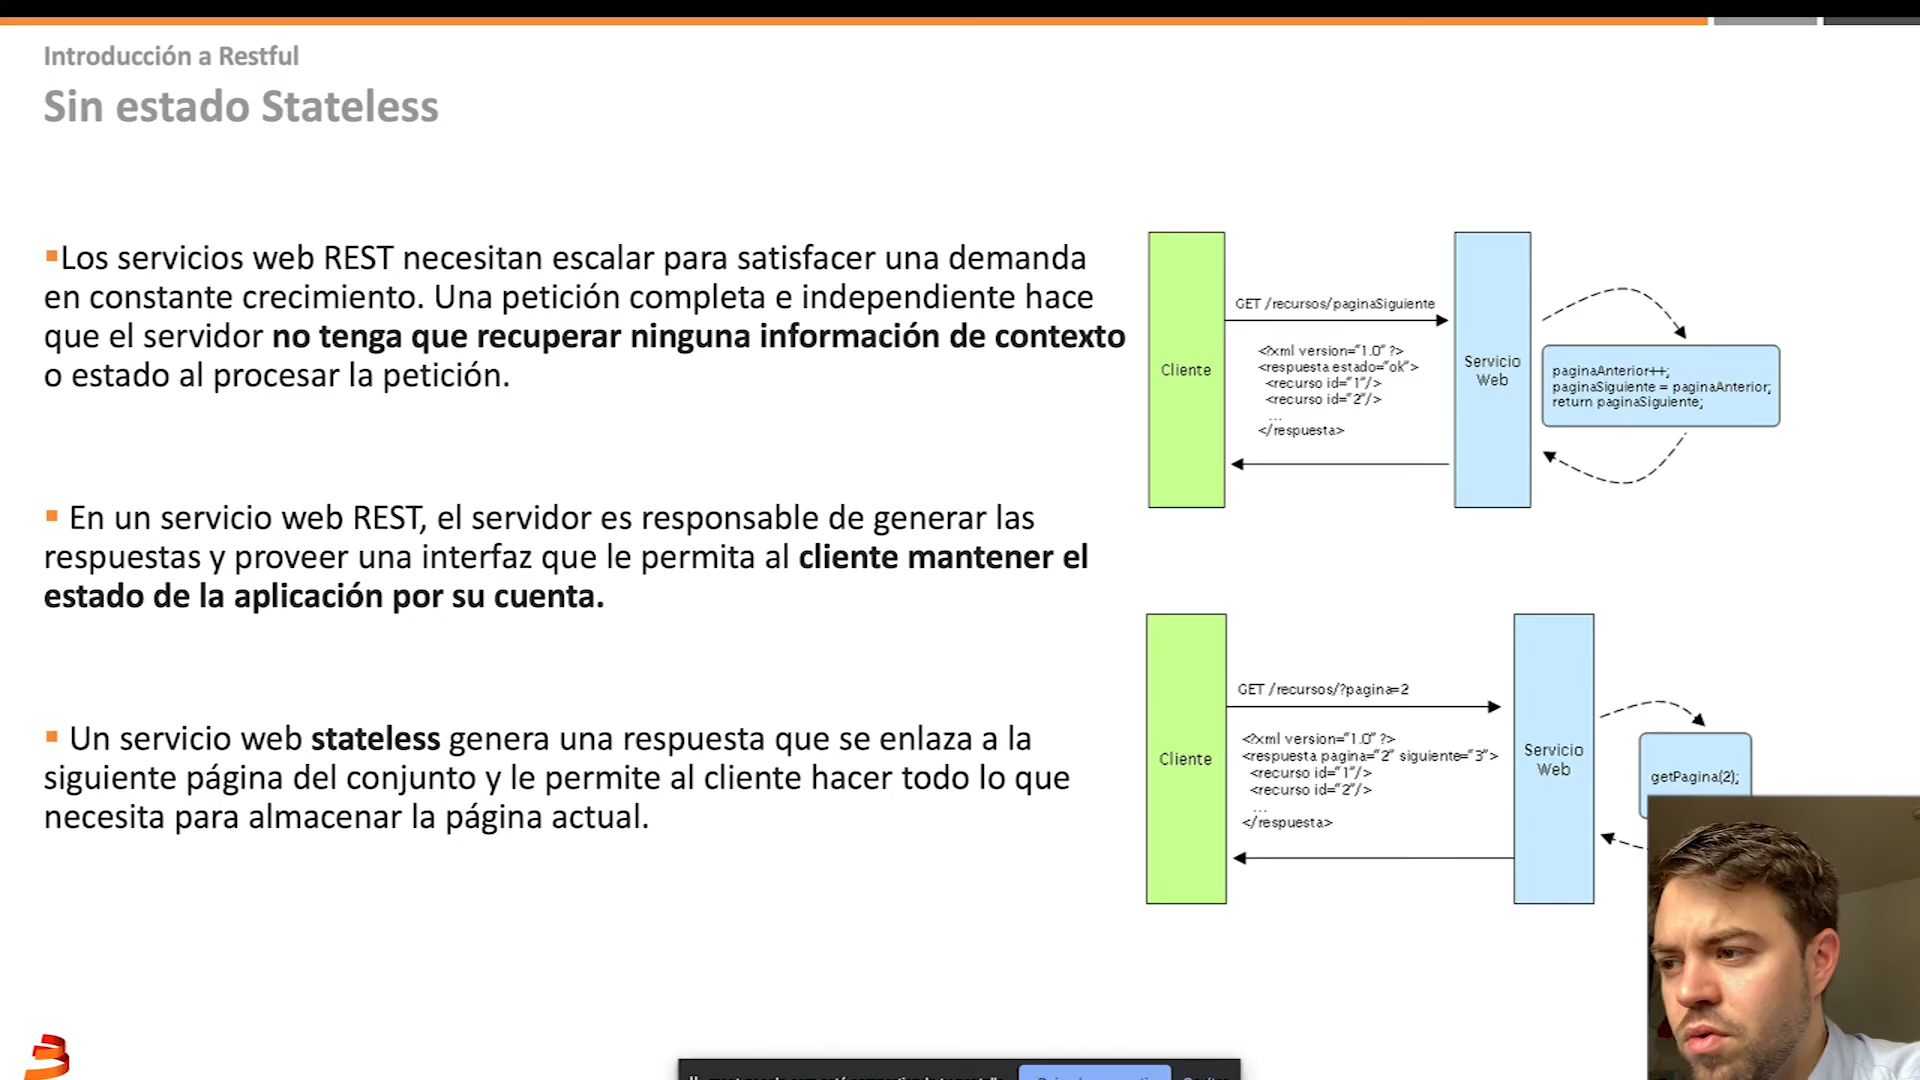 Introducción a Restful
Sin estado Stateless
Los servicios web REST necesitan escalar para satisfacer una demanda
en constante crecimiento. Una petición completa e independiente hace
que el servidor no tenga que recuperar ninguna información de contexto
o estado al procesar la petición.
En un servicio web REST, el servidor es responsable de generar las
respuestas y proveer una interfaz que le permita al cliente mantener el
estado de la aplicación por su cuenta.
Un servicio web stateless genera una respuesta que se enlaza a la
siguiente página del conjunto y le permite al cliente hacer todo lo que
necesita para almacenar la página actual.
Cliente
GET /recursos/paginaSiguiente
<?xml version="1.0" ?>
<respuesta estado="ok">
<recurso id="1"/>
<recurso id="2"/>
...
</respuesta>
Servicio
Web
paginaAnterior++;
paginaSiguiente = paginaAnterior;
return paginaSiguiente;
Cliente
GET /recursos/?pagina=2
<?xml version="1.0" ?>
<respuesta pagina="2" siguiente="3">
<recurso id="1"/>
<recurso id="2"/>
...
</respuesta>
Servicio
Web
getPagina(2);